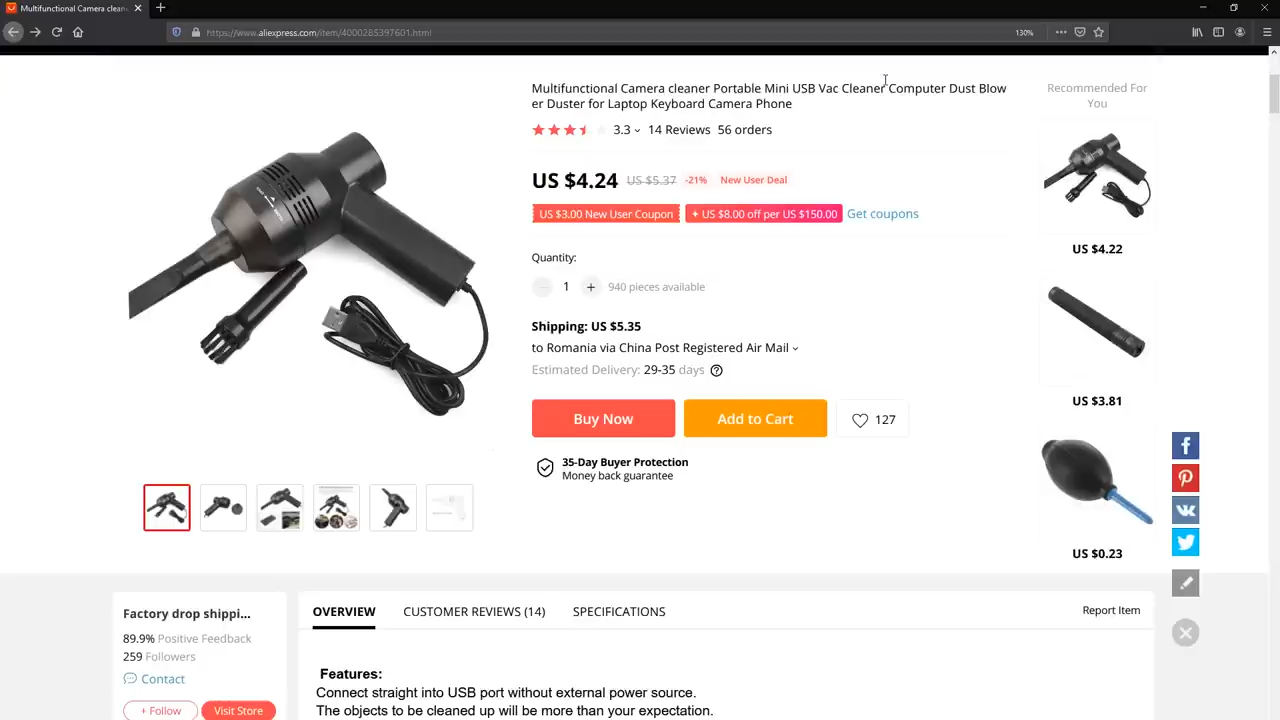 Multifunctional Camera clean
https://www.aliexpress.com/item/4000285397601.html
130%
Multifunctional Camera cleaner Portable Mini USB Vac Cleaner Computer Dust Blow
er Duster for Laptop Keyboard Camera Phone
3.3
14 Reviews
56 orders
US $4.24
US $5.37
-21%
New User Deal
US $3.00 New User Coupon
+ US $8.00 off per US $150.00
Get coupons
Quantity:
1
+
940 pieces available
Shipping: US $5.35
to Romania via China Post Registered Air Mail
Estimated Delivery: 29-35 days
Buy Now
Add to Cart
127
35-Day Buyer Protection
Money back guarantee
Recommended For
You
US $4.22
US $3.81
US $0.23
Factory drop shippi...
89.9% Positive Feedback
259 Followers
Contact
+ Follow
Visit Store
OVERVIEW
CUSTOMER REVIEWS (14)
SPECIFICATIONS
Report Item
Features:
Connect straight into USB port without external power source.
The objects to be cleaned up will be more than your expectation.